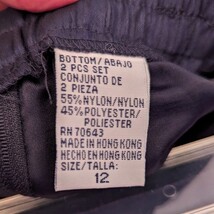 BOTTOM/ABAJO
2 PCS SET
CONJUNTO DE
2 PIEZA
55% NYLON/NYLON
45% POLYESTER/
POLIESTER
RN 70643
MADE IN HONG KONG
HECHO EN HONG KONG
SIZE/TALLA:
12